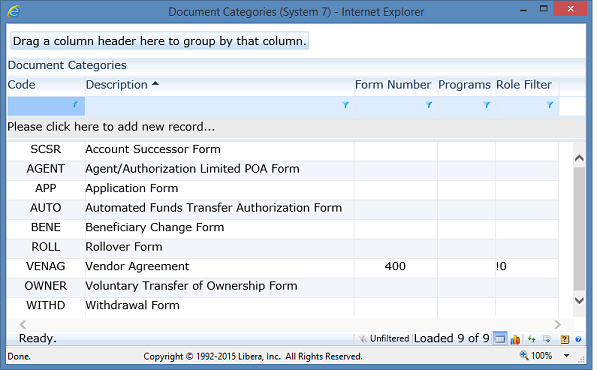 Document Categories (System 7) - Internet Explorer
Drag a column header here to group by that column.
Document Categories
Code Description Form Number Programs Role Filter
Please click here to add new record...
SCSR Account Successor Form
AGENT Agent/Authorization Limited POA Form
APP Application Form
AUTO Automated Funds Transfer Authorization Form
BENE Beneficiary Change Form
ROLL Rollover Form
VENAG Vendor Agreement 400 !0
OWNER Voluntary Transfer of Ownership Form
WITHD Withdrawal Form
Ready. Unfiltered Loaded 9 of 9
Done. Copyright © 1992-2015 Libera, Inc. All Rights Reserved. 100%